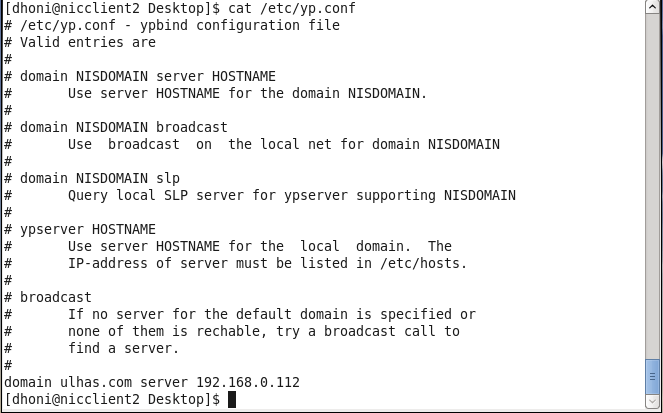 [dhoni@nicclient2 Desktop]$ cat /etc/yp.conf
# /etc/yp.conf - ypbind configuration file
# Valid entries are
#
# domain NISDOMAIN server HOSTNAME
#       Use server HOSTNAME for the domain NISDOMAIN.
#
# domain NISDOMAIN broadcast
#       Use  broadcast  on  the local net for domain NISDOMAIN
#
# domain NISDOMAIN slp
#       Query local SLP server for ypserver supporting NISDOMAIN
#
# ypserver HOSTNAME
#       Use server HOSTNAME for the  local  domain.  The
#       IP-address of server must be listed in /etc/hosts.
#
# broadcast
#       If no server for the default domain is specified or
#       none of them is rechable, try a broadcast call to
#       find a server.
#
domain ulhas.com server 192.168.0.112
[dhoni@nicclient2 Desktop]$